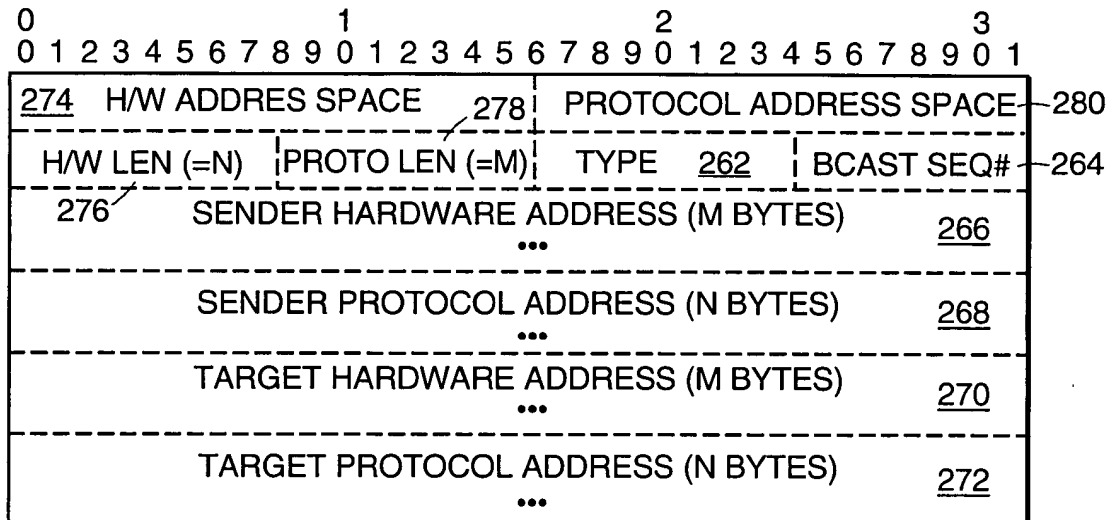 0 1 2 3
0 1 2 3 4 5 6 7 8 9 0 1 2 3 4 5 6 7 8 9 0 1 2 3 4 5 6 7 8 9 0 1
274 H/W ADDRES SPACE 278 PROTOCOL ADDRESS SPACE 280
H/W LEN (=N) PROTO LEN (=M) TYPE 262 BCAST SEQ# 264
276 SENDER HARDWARE ADDRESS (M BYTES) 266
•••
SENDER PROTOCOL ADDRESS (N BYTES) 268
•••
TARGET HARDWARE ADDRESS (M BYTES) 270
•••
TARGET PROTOCOL ADDRESS (N BYTES) 272
•••